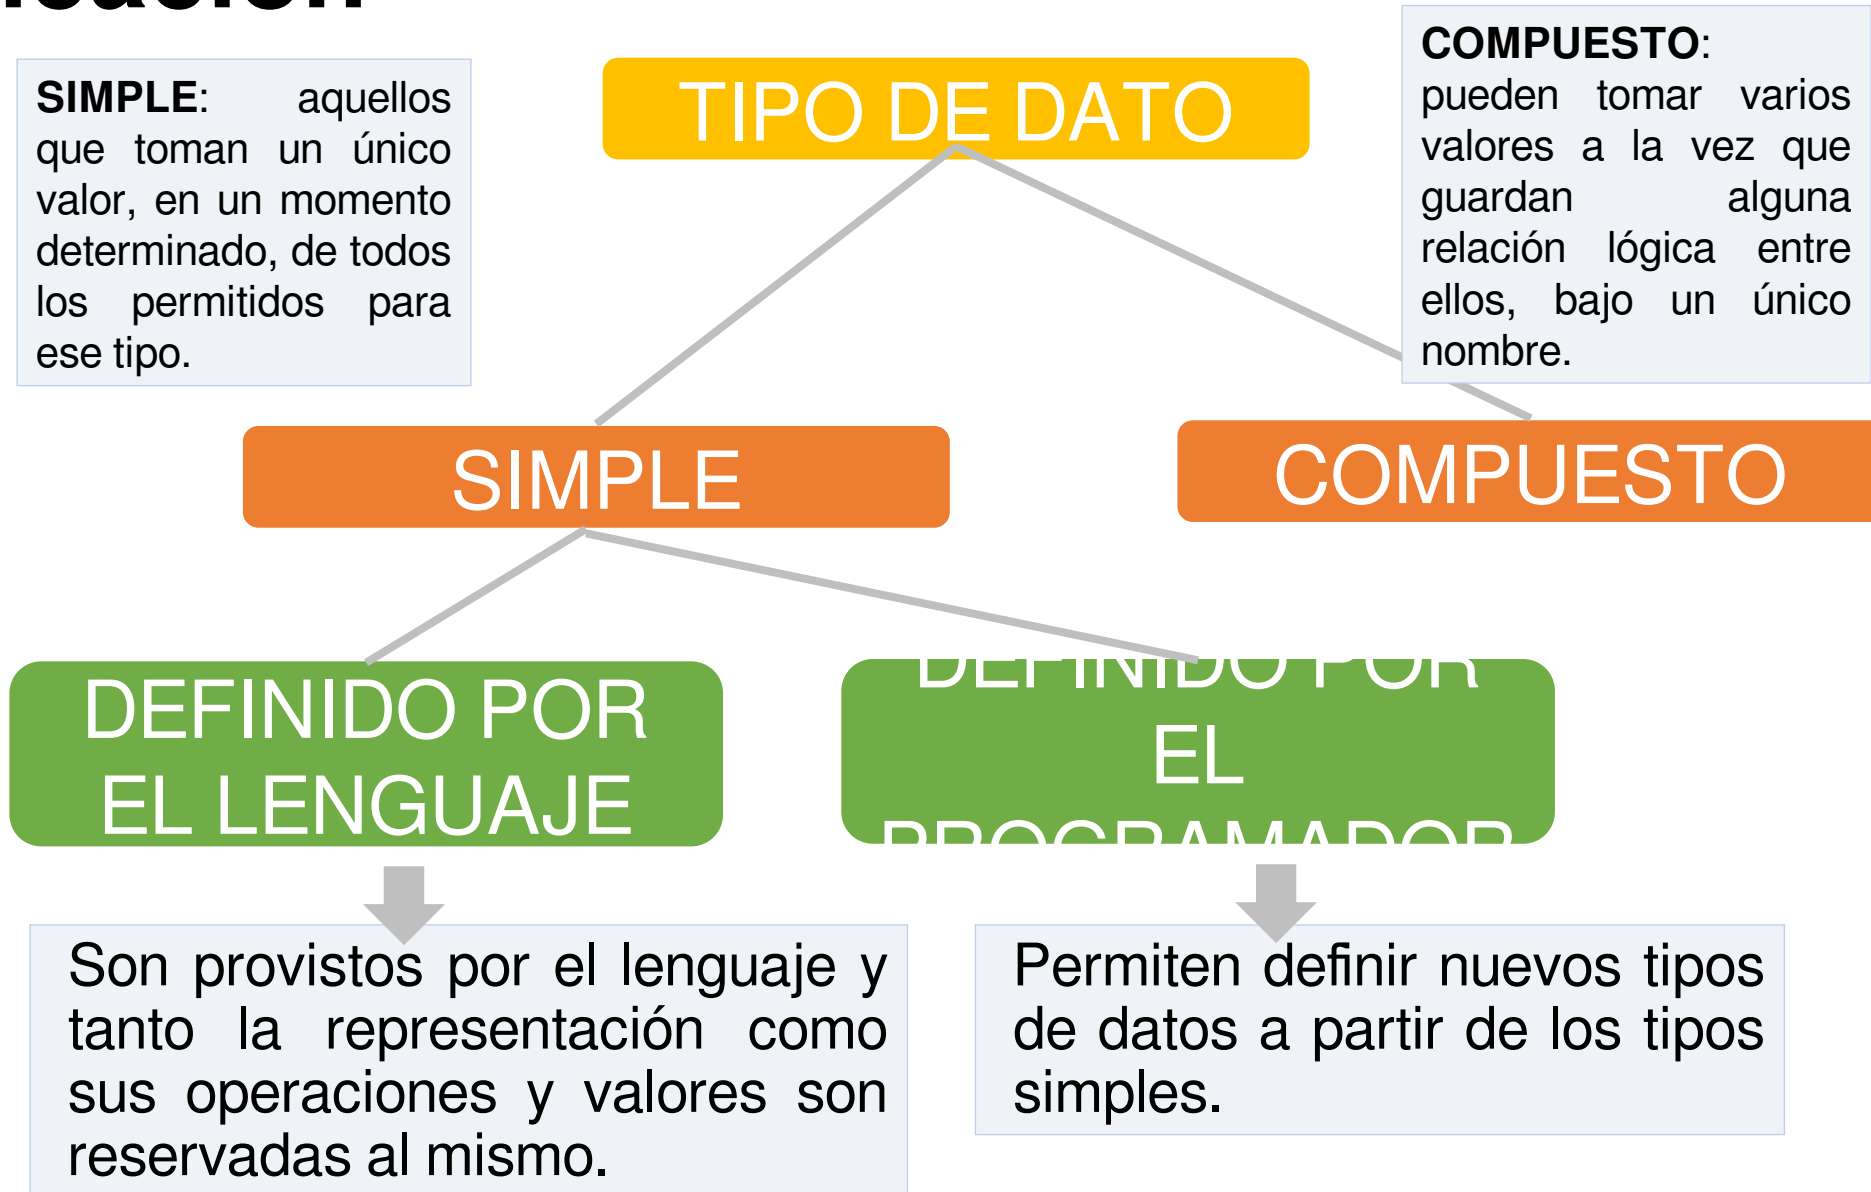 SIMPLE: aquellos
que toman un único
valor, en un momento
determinado, de todos
los permitidos para
ese tipo.
TIPO DE DATO
COMPUESTO:
pueden tomar varios
valores a la vez que
guardan alguna
relación lógica entre
ellos, bajo un único
nombre.
SIMPLE
COMPUESTO
DEFINIDO POR
EL LENGUAJE
DEFINIDO POR
EL
PROGRAMADOR
Son provistos por el lenguaje y
tanto la representación como
sus operaciones y valores son
reservadas al mismo.
Permiten definir nuevos tipos
de datos a partir de los tipos
simples.